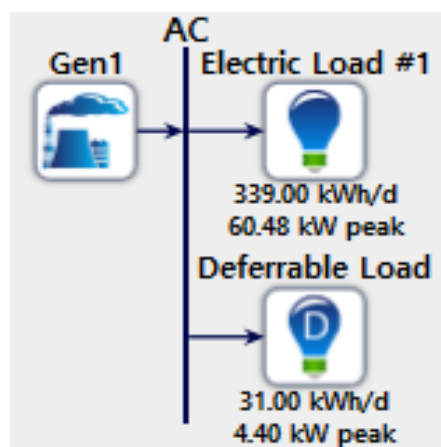 AC
Gen1
Electric Load #1
339.00 kWh/d
60.48 kW peak
Deferrable Load
D
31.00 kWh/d
4.40 kW peak